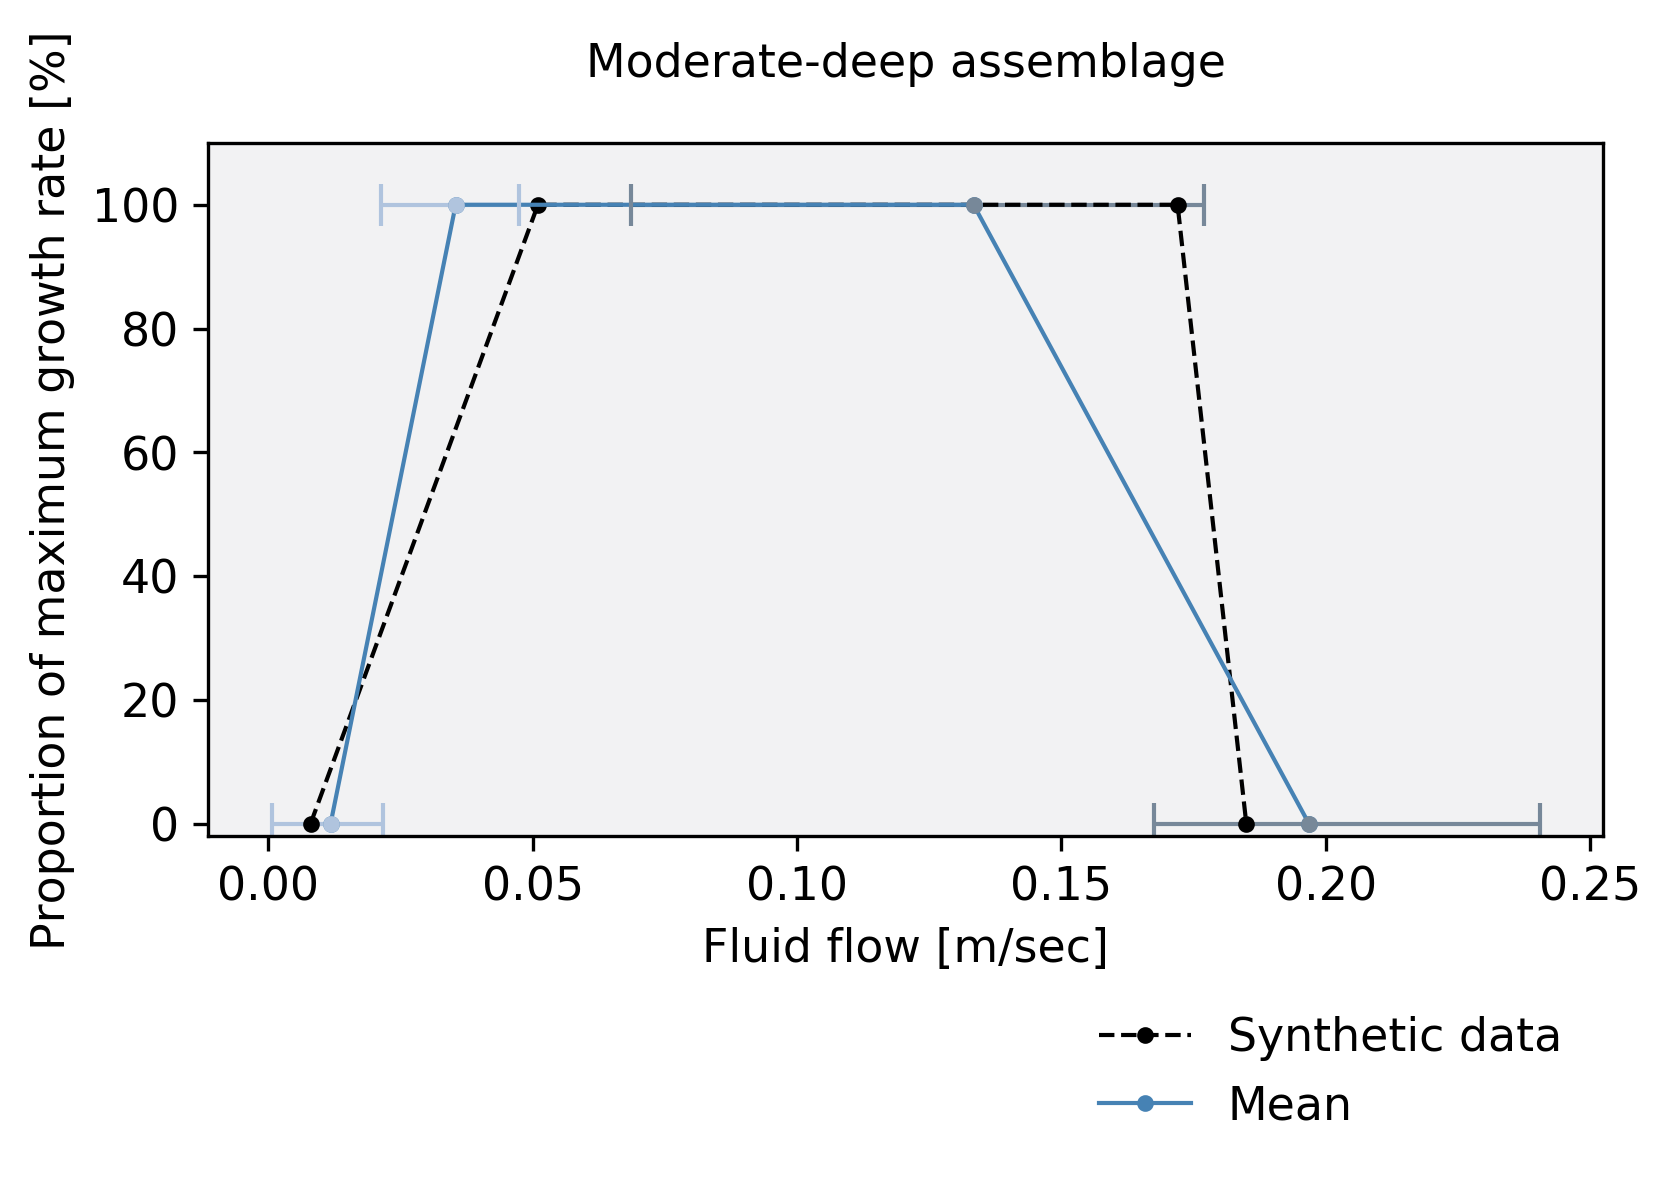 Moderate-deep assemblage
Proportion of maximum growth rate [%]
100
80
60
40
20
0
0.00 0.05 0.10 0.15 0.20 0.25
Fluid flow [m/sec]
Synthetic data
Mean